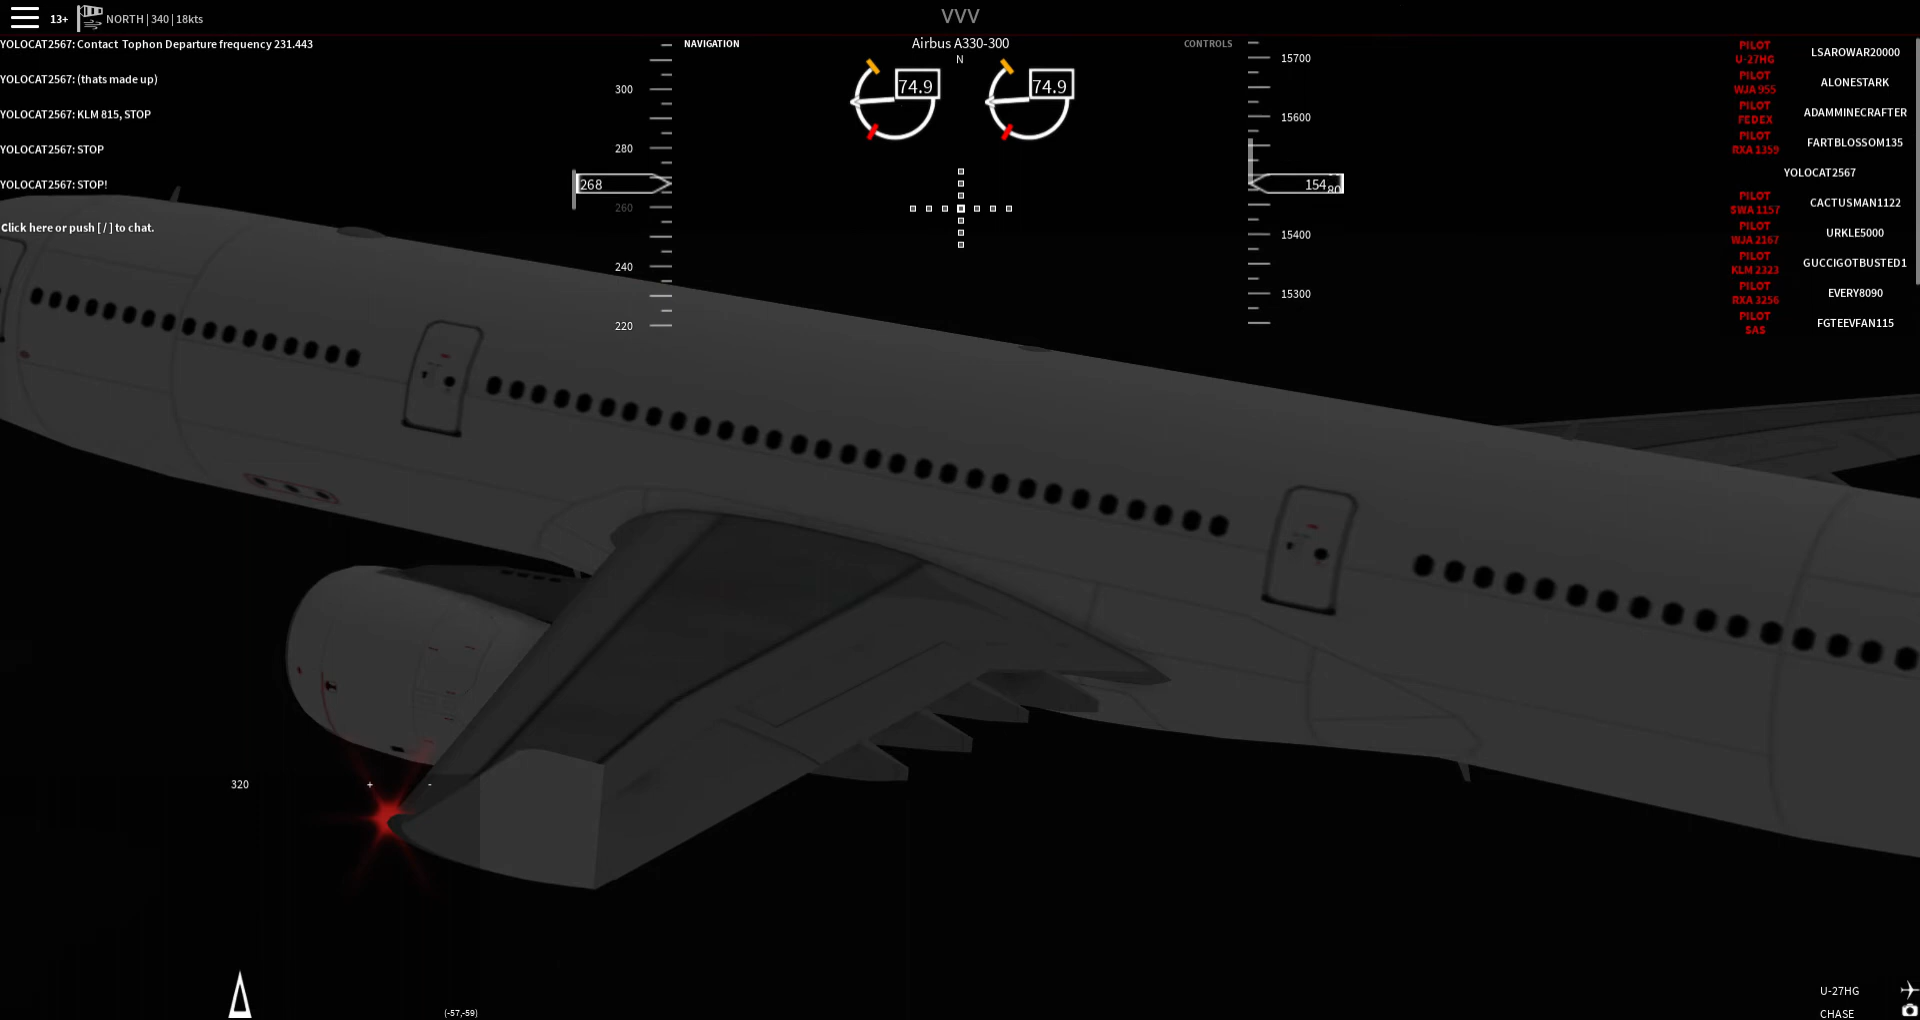 13+
NORTH | 340 | 18kts
VVV
YOLOCAT2567: Contact Tophon Departure frequency 231.443
YOLOCAT2567: (thats made up)
YOLOCAT2567: KLM 815, STOP
YOLOCAT2567: STOP
YOLOCAT2567: STOP!
Click here or push [ / ] to chat.
NAVIGATION
Airbus A330-300
N
CONTROLS
74.9
74.9
300
280
268
260
240
220
15700
15600
15480
15400
15300
PILOT
U-27HG
LSAROWAR20000
PILOT
WJA 955
ALONESTARK
PILOT
FEDEX
ADAMMINECRAFTER
PILOT
RXA 1359
FARTBLOSSOM135
YOLOCAT2567
PILOT
SWA 1157
CACTUSMAN1122
PILOT
WJA 2167
URKLE5000
PILOT
KLM 2323
GUCCIGOTBUSTED1
PILOT
RXA 3256
EVERY8090
PILOT
SAS
FGTEEVFAN115
320
+ -
(-57,-59)
U-27HG
CHASE